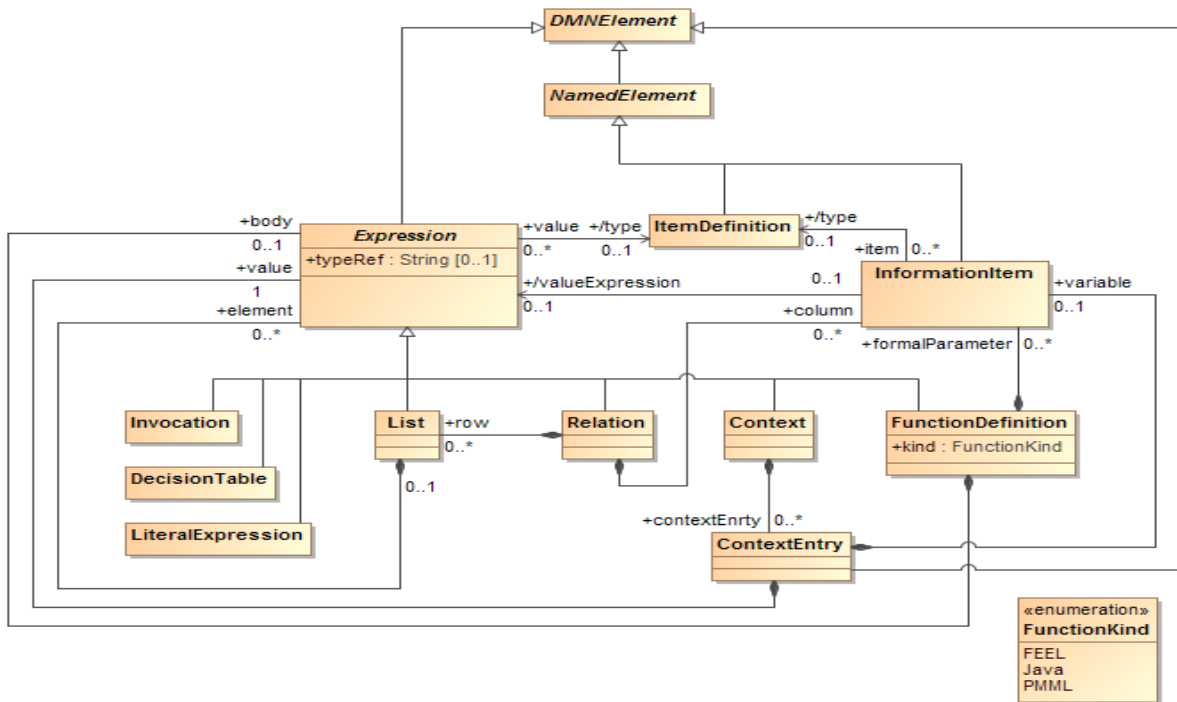 DMNElement
NamedElement
+body
0..1
+value
1
+element
0..*
Expression
+typeRef : String [0..1]
+value
0..*
+/type
0..1
ItemDefinition
+/type
0..1
+item
0..*
+/valueExpression
0..1
0..1
InformationItem
+variable
0..1
+column
0..*
+formalParameter
0..*
Invocation
DecisionTable
LiteralExpression
List
0..1
+row
0..*
Relation
Context
FunctionDefinition
+kind : FunctionKind
+contextEnrty
0..*
ContextEntry
«enumeration»
FunctionKind
FEEL
Java
PMML